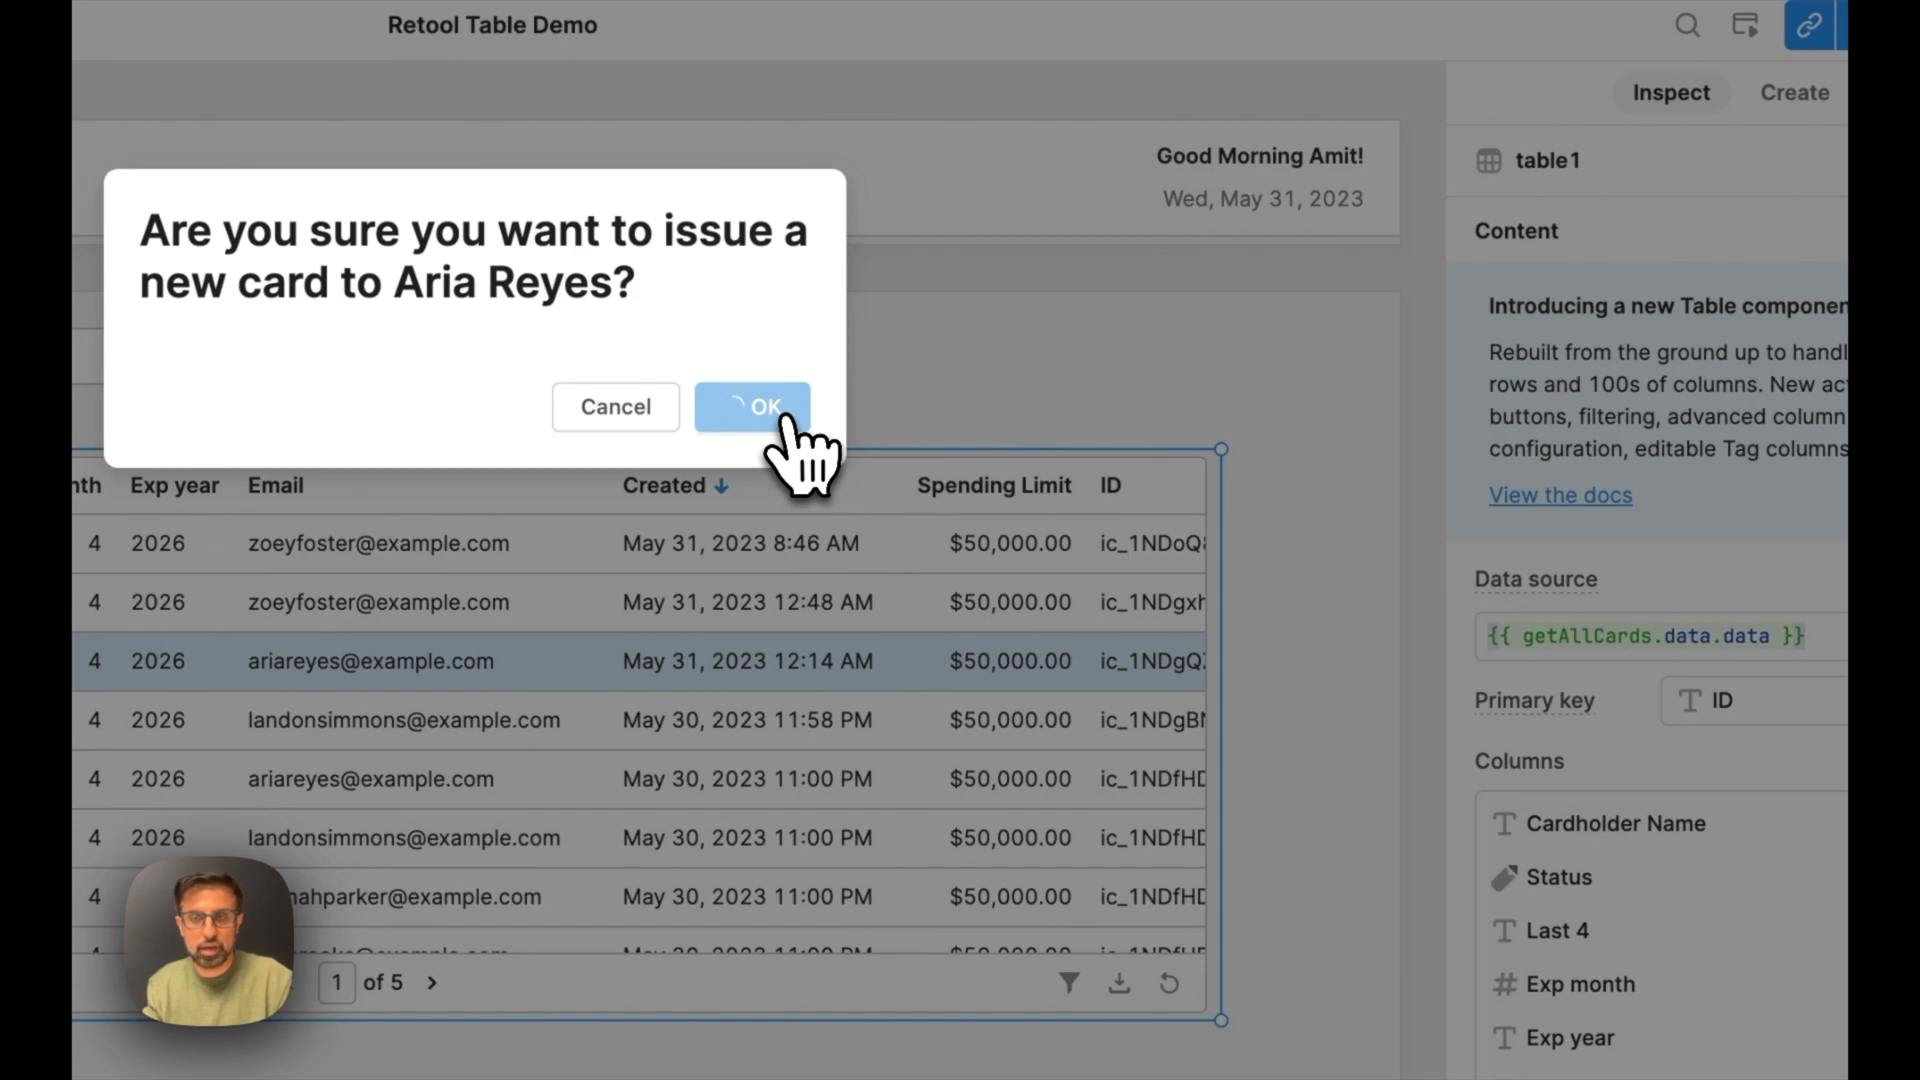 Retool Table Demo
Inspect
Create
Good Morning Amit!
Wed, May 31, 2023
Are you sure you want to issue a
new card to Aria Reyes?
Cancel
OK
table1
Content
Introducing a new Table
Rebuilt from the ground up to
rows and 100s of columns. New
buttons, filtering, advanced column
configuration, editable Tag columns
View the docs
Exp year Email Created Spending Limit ID
4 2026 zoeyfoster@example.com May 31, 2023 8:46 AM $50,000.00 ic_1NDoQ
4 2026 zoeyfoster@example.com May 31, 2023 12:48 AM $50,000.00 ic_1NDgx
4 2026 ariareyes@example.com May 31, 2023 12:14 AM $50,000.00 ic_1NDgQ
4 2026 landonsimmons@example.com May 30, 2023 11:58 PM $50,000.00 ic_1NDgB
4 2026 ariareyes@example.com May 30, 2023 11:00 PM $50,000.00 ic_1NDfH
4 2026 landonsimmons@example.com May 30, 2023 11:00 PM $50,000.00 ic_1NDfH
4 nahparker@example.com May 30, 2023 11:00 PM $50,000.00 ic_1NDfH
1 of 5
Data source
{{ getAllCards.data.data }}
Primary key
ID
Columns
Cardholder Name
Status
Last 4
Exp month
Exp year